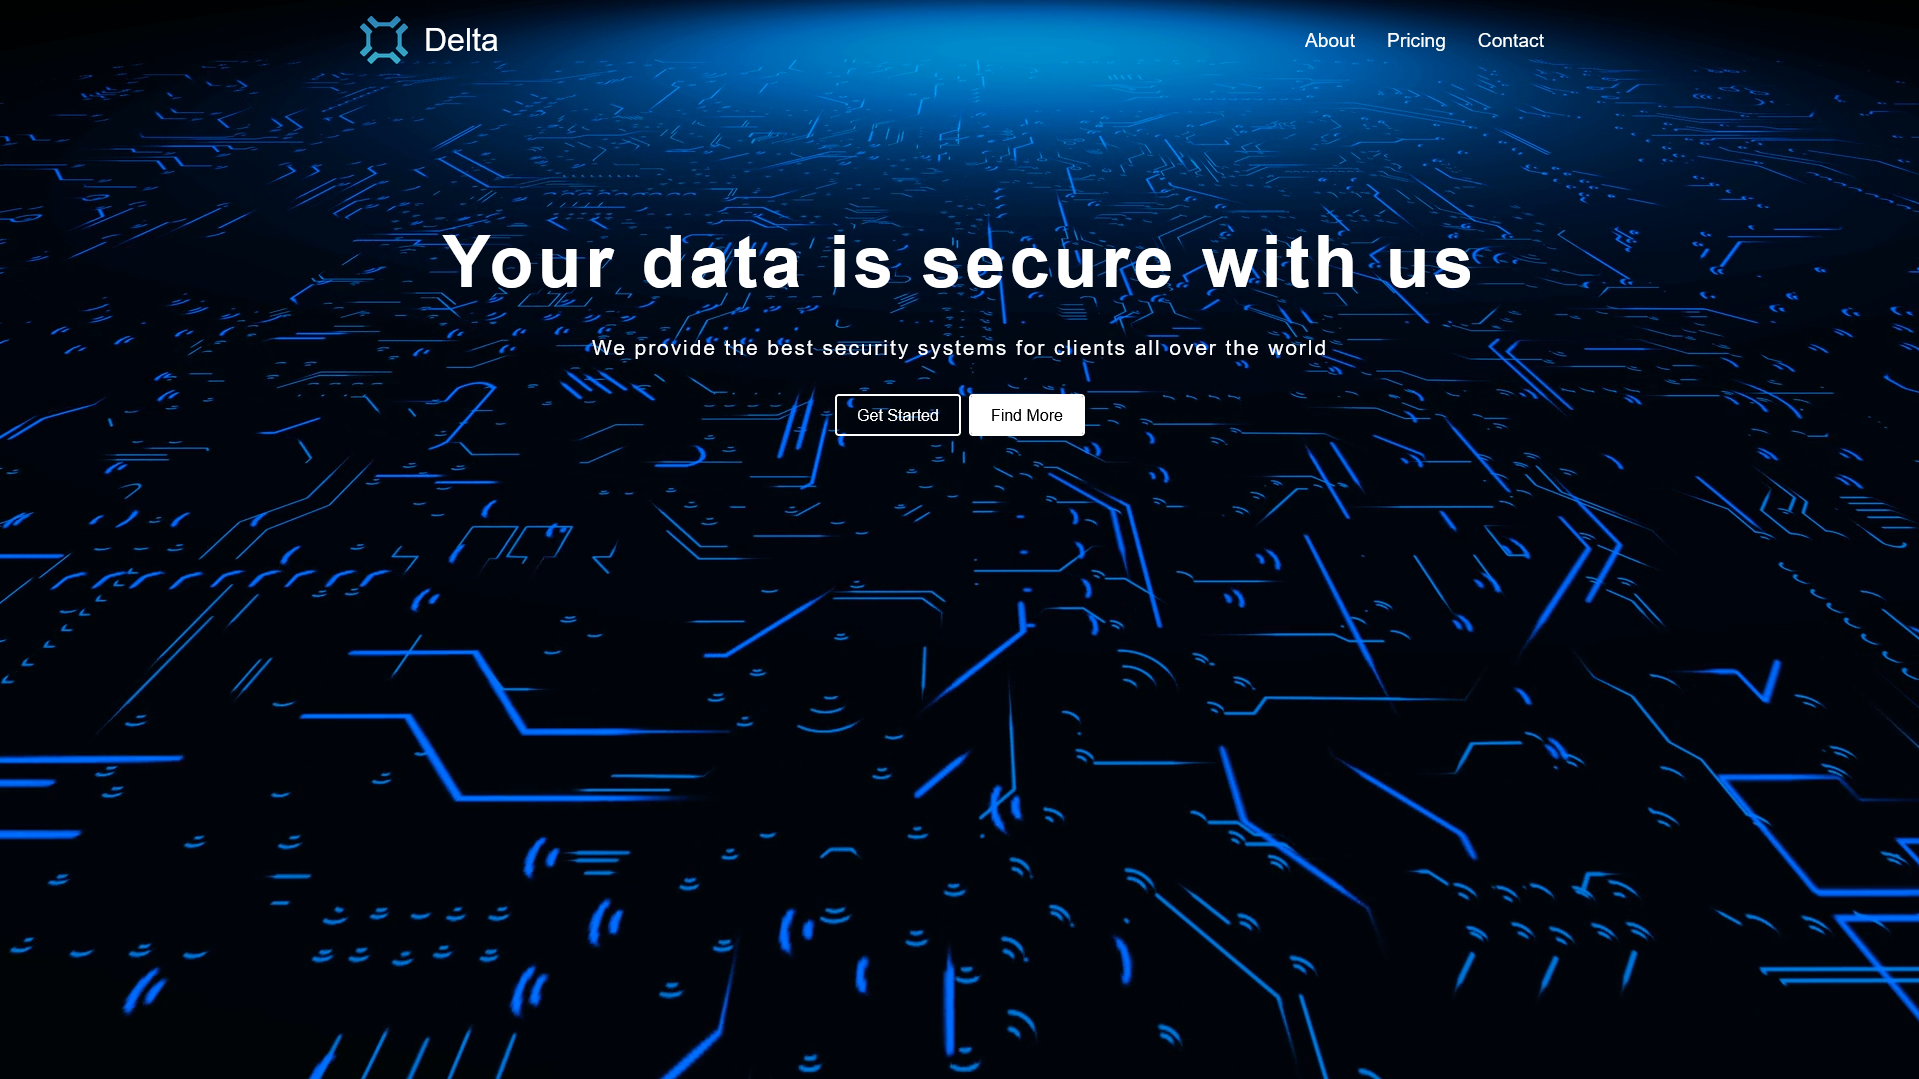 Delta
About
Pricing
Contact
Your data is secure with us
We provide the best security systems for clients all over the world
Get Started
Find More